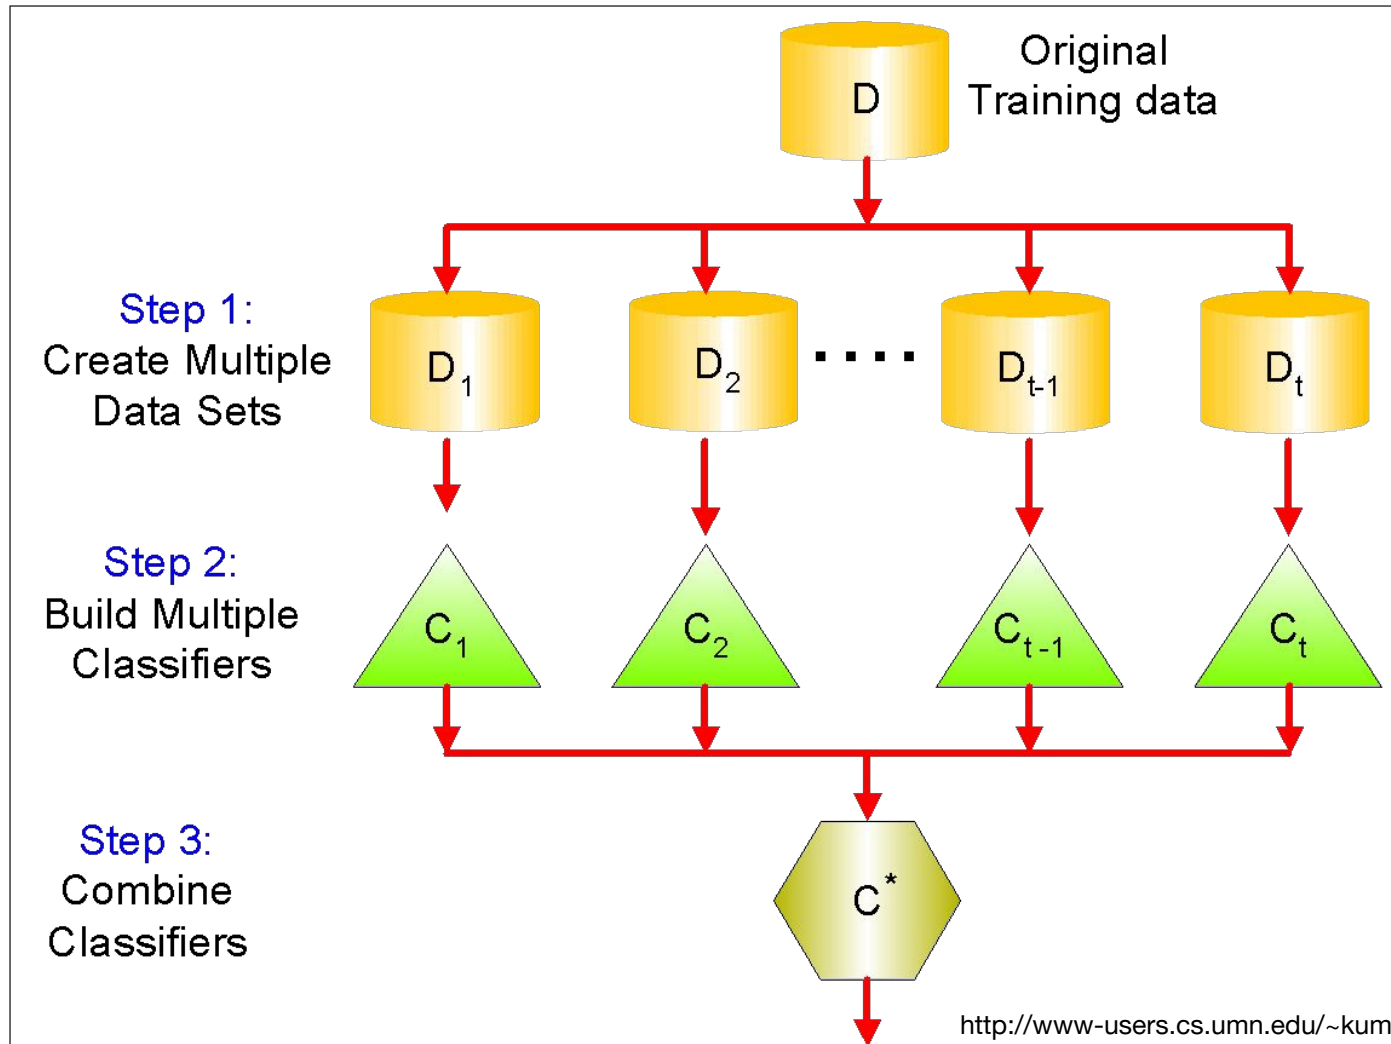 D
Original
Training data
Step 1:
Create Multiple
Data Sets
D1
D2
....
Dt-1
Dt
Step 2:
Build Multiple
Classifiers
C1
C2
Ct-1
Ct
Step 3:
Combine
Classifiers
C*
http://www-users.cs.umn.edu/~kum